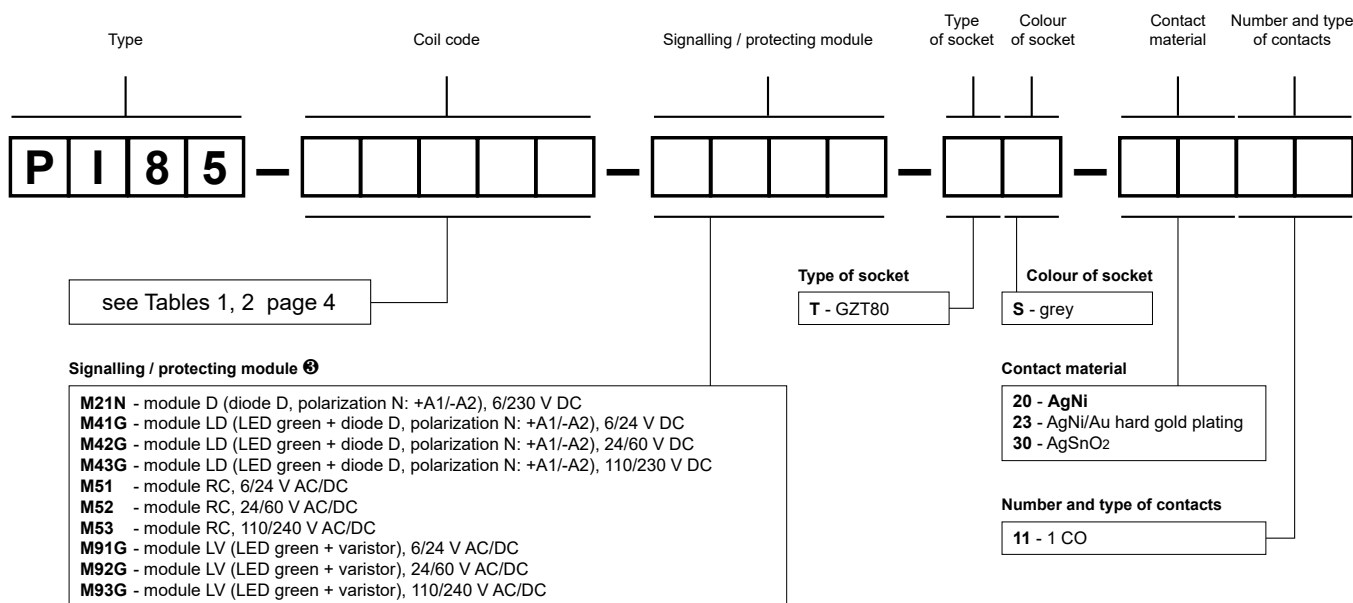 Type
Coil code
Signalling / protecting module
Type
of socket
Colour
of socket
Contact
material
Number and type
of contacts
P I 8 5 – – – –
see Tables 1, 2 page 4
Type of socket
T - GZT80
Colour of socket
S - grey
Signalling / protecting module ❸
M21N - module D (diode D, polarization N: +A1/-A2), 6/230 V DC
M41G - module LD (LED green + diode D, polarization N: +A1/-A2), 6/24 V DC
M42G - module LD (LED green + diode D, polarization N: +A1/-A2), 24/60 V DC
M43G - module LD (LED green + diode D, polarization N: +A1/-A2), 110/230 V DC
M51 - module RC, 6/24 V AC/DC
M52 - module RC, 24/60 V AC/DC
M53 - module RC, 110/240 V AC/DC
M91G - module LV (LED green + varistor), 6/24 V AC/DC
M92G - module LV (LED green + varistor), 24/60 V AC/DC
M93G - module LV (LED green + varistor), 110/240 V AC/DC
Contact material
20 - AgNi
23 - AgNi/Au hard gold plating
30 - AgSnO2
Number and type of contacts
11 - 1 CO